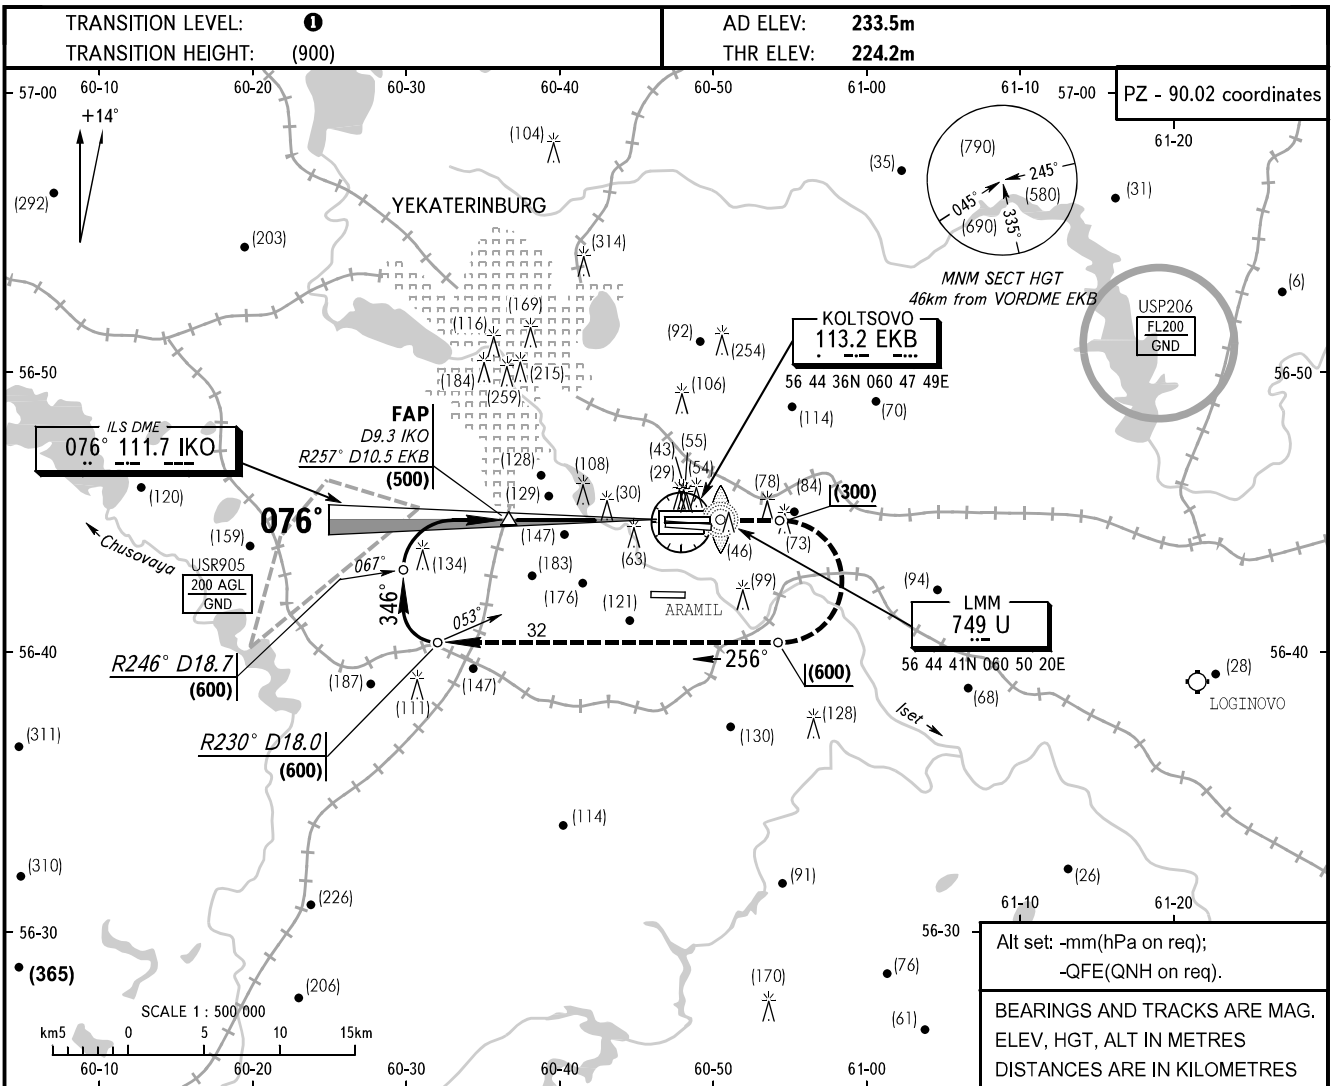 TRANSITION LEVEL: ❶
TRANSITION HEIGHT: (900)
AD ELEV: 233.5m
THR ELEV: 224.2m
60-10 60-20 60-30 60-40 60-50 61-00 61-10
57-00
57-00
PZ - 90.02 coordinates
61-20
+14°
(104)
(35)
(790)
245°
(580)
045°
(690)
335°
(31)
(292)
YEKATERINBURG
(203)
(314)
MNM SECT HGT
46km from VORDME EKB
(6)
USP206
FL200
GND
(169)
(116)
(92)
(254)
KOLTSOVO
113.2 EKB
56 44 36N 060 47 49E
56-50
56-50
(184)
(215)
(259)
(106)
(114)
(70)
FAP
D9.3 IKO
R257° D10.5 EKB
(500)
ILS DME
076° 111.7 IKO
(55)
(43)
(128)
(108)
(29)
(54)
(78)
(84)
(300)
(120)
(129)
(30)
076°
(159)
Chusovaya
(147)
(63)
(46)
(73)
USR905
200 AGL
GND
(134)
067°
(183)
(176)
(99)
(94)
346°
053°
(121)
ARAMIL
LMM
749 U
56 44 41N 060 50 20E
32
256°
56-40
56-40
R246° D18.7
(600)
(600)
(187)
(147)
(111)
(68)
(28)
LOGINOVO
Iset
(128)
(130)
R230° D18.0
(600)
(311)
(114)
(310)
(91)
(26)
(226)
61-10 61-20
56-30
56-30
(365)
(206)
(170)
(76)
(61)
Alt set: -mm(hPa on req);
-QFE(QNH on req).
SCALE 1 : 500 000
km5 0 5 10 15km
BEARINGS AND TRACKS ARE MAG.
ELEV, HGT, ALT IN METRES
DISTANCES ARE IN KILOMETRES
60-10 60-20 60-30 60-40 60-50 61-00